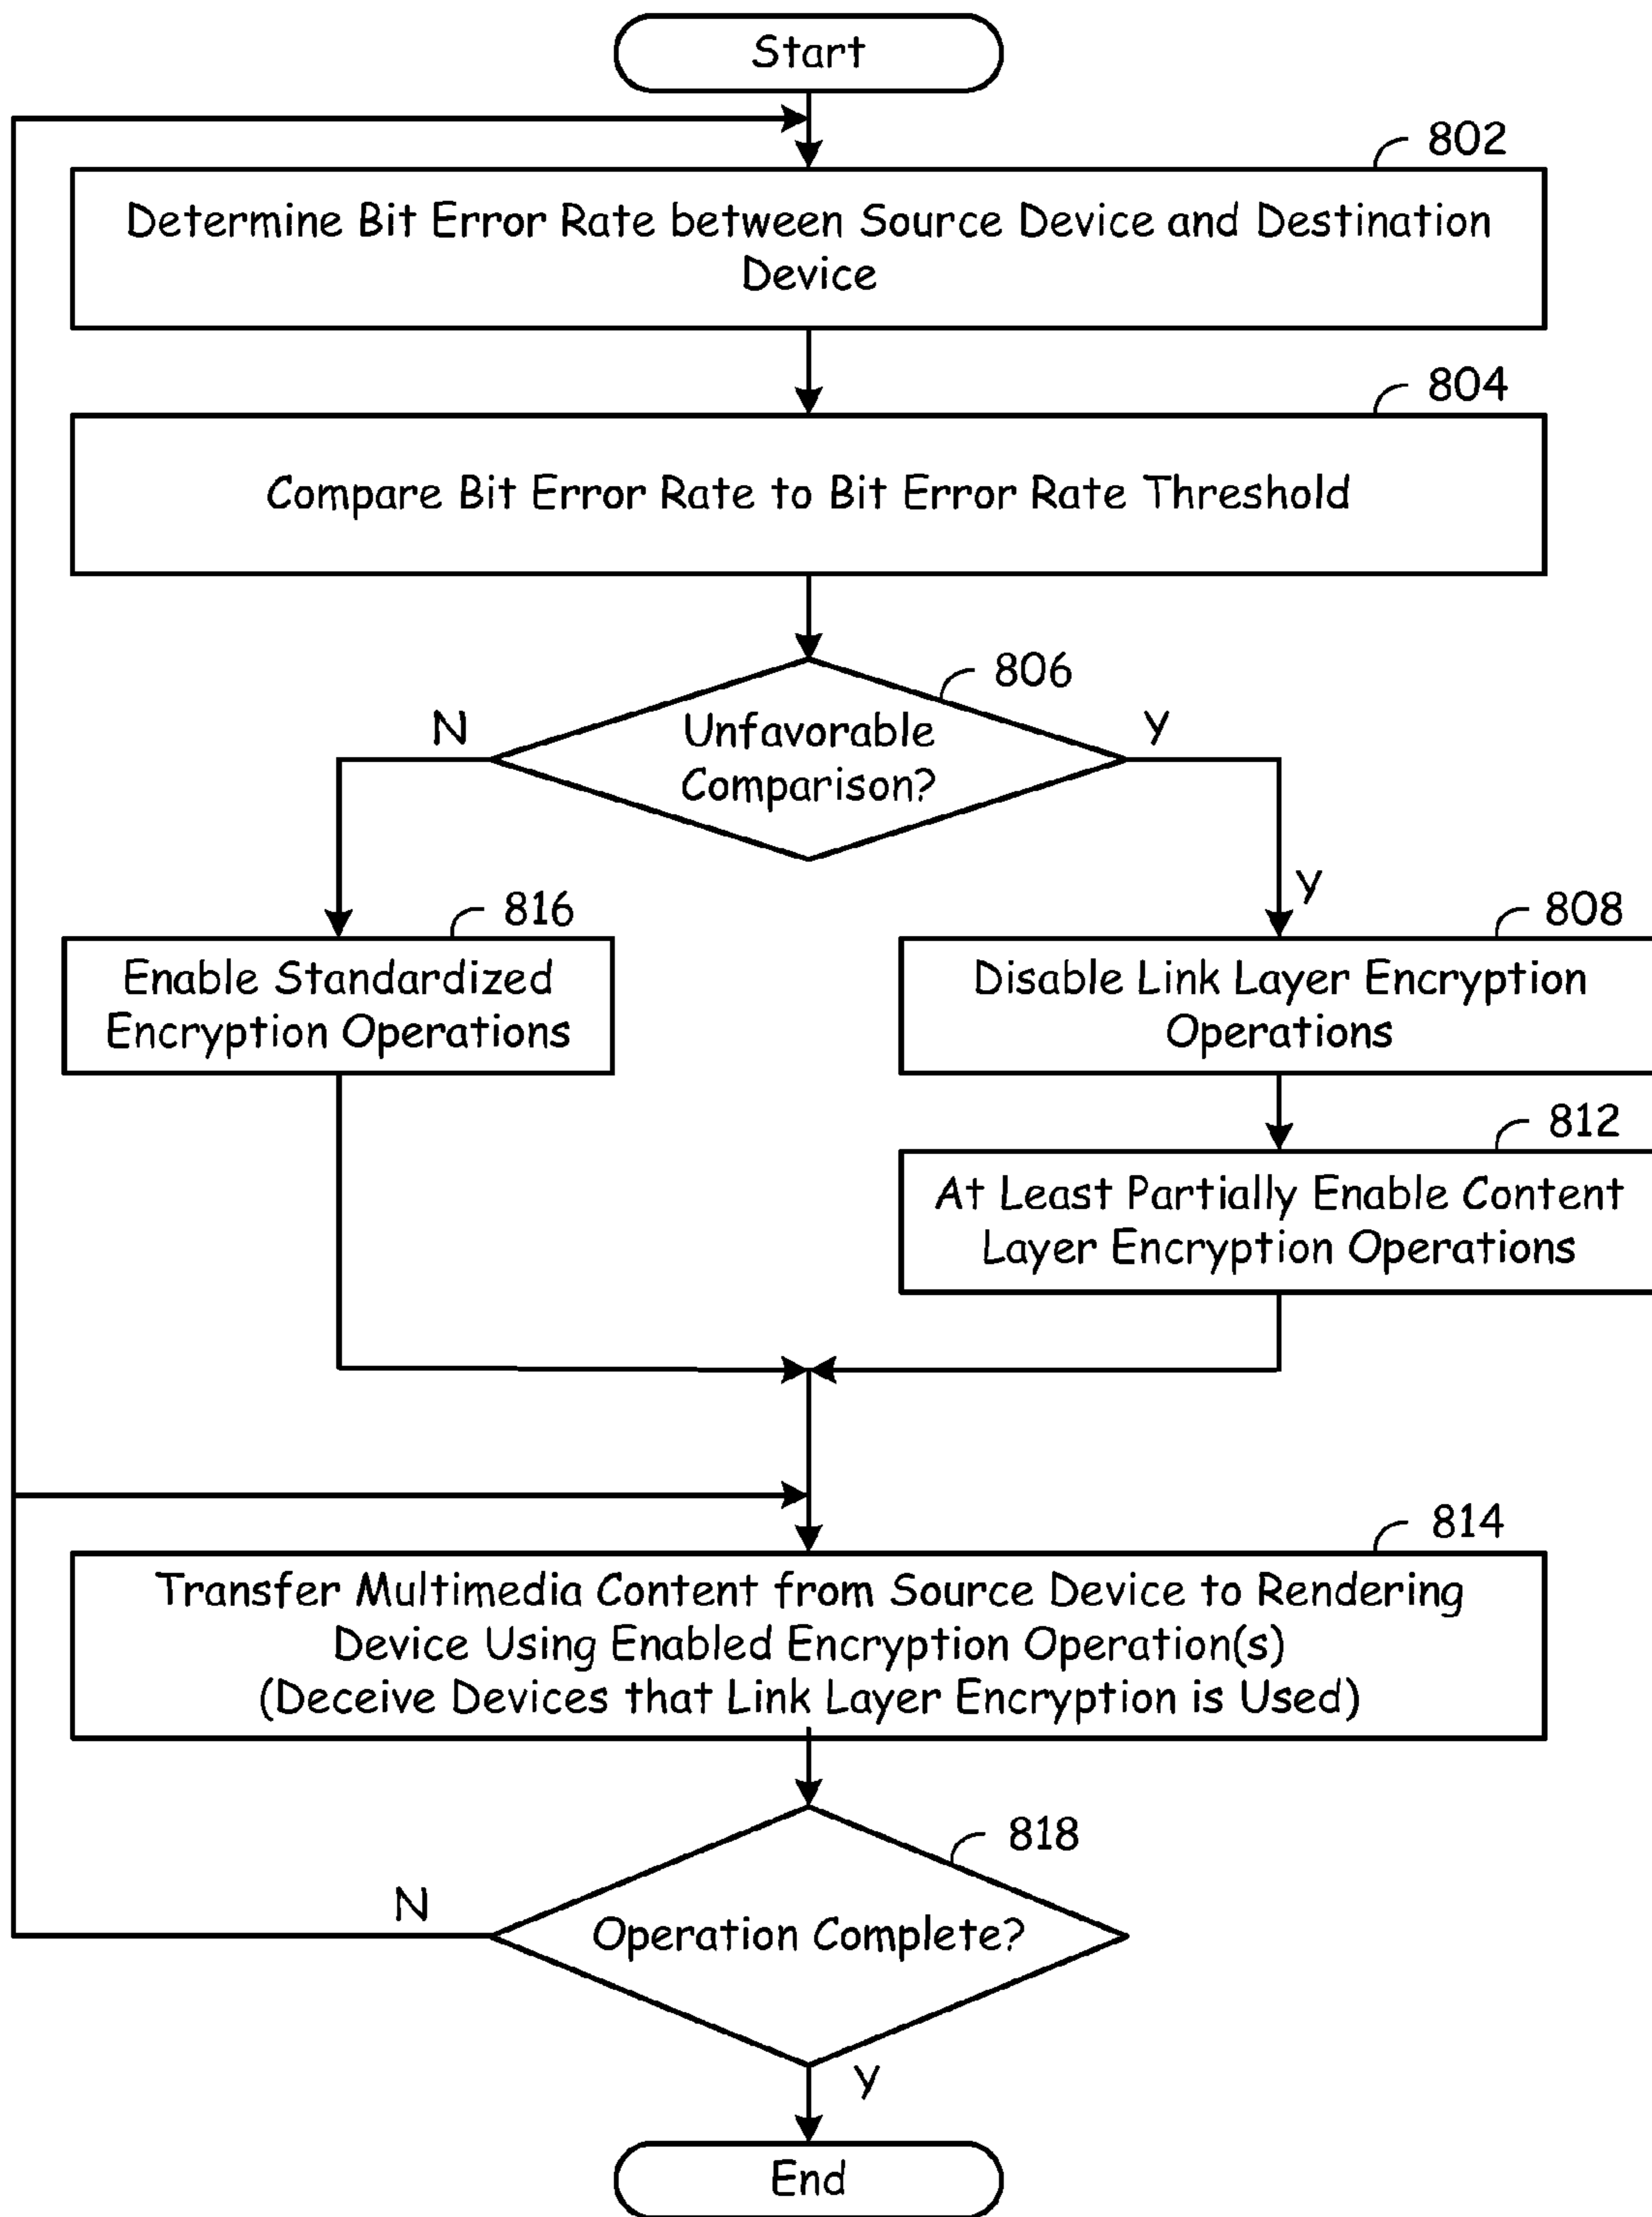 Start
802
Determine Bit Error Rate between Source Device and Destination
Device
804
Compare Bit Error Rate to Bit Error Rate Threshold
806
Unfavorable
Comparison?
N
Y
Y
816
Enable Standardized
Encryption Operations
808
Disable Link Layer Encryption
Operations
812
At Least Partially Enable Content
Layer Encryption Operations
814
Transfer Multimedia Content from Source Device to Rendering
Device Using Enabled Encryption Operation(s)
(Deceive Devices that Link Layer Encryption is Used)
818
Operation Complete?
N
Y
End